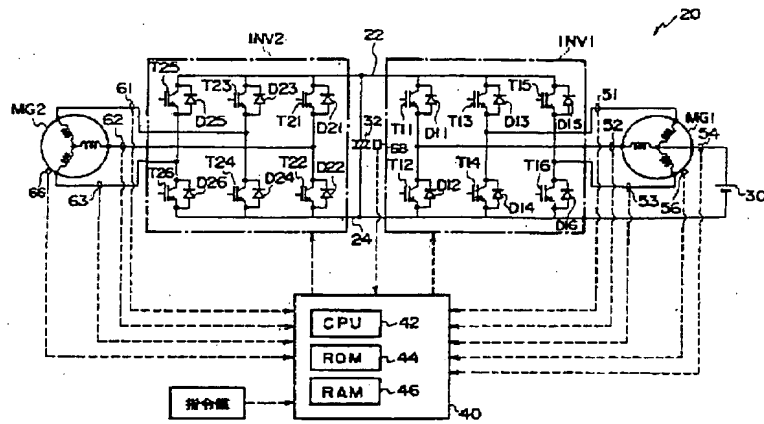 20
INV2
22
INV1
T25
T23
T21
D25
D23
D21
32
68
T11
T13
T15
D11
D13
D15
51
MG2
61
62
MG1
52
54
T26
T24
T22
D26
D24
D22
T12
T14
T16
D12
D14
D16
66
63
24
53
56
30
CPU
42
ROM
44
RAM
46
指令値
40